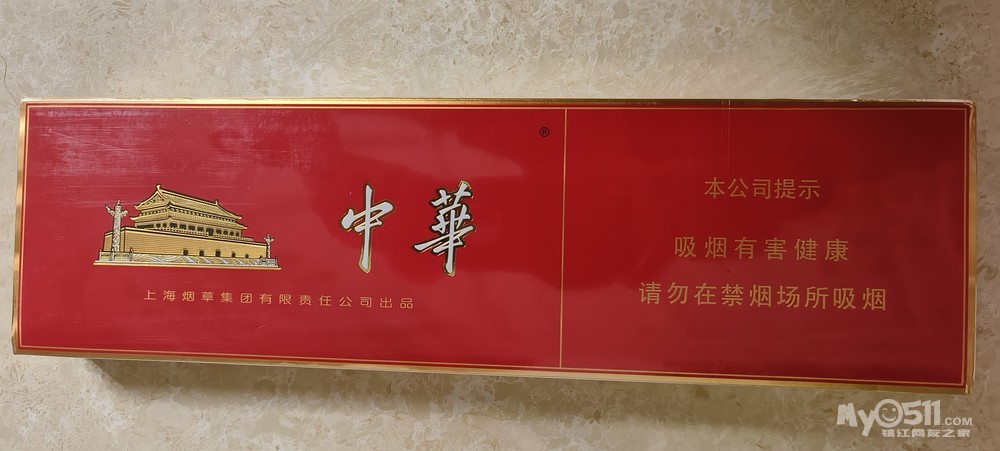 ®
中華
上海烟草集团有限责任公司出品
本公司提示
吸烟有害健康
请勿在禁烟场所吸烟
My0511.COM
镇江网友之家